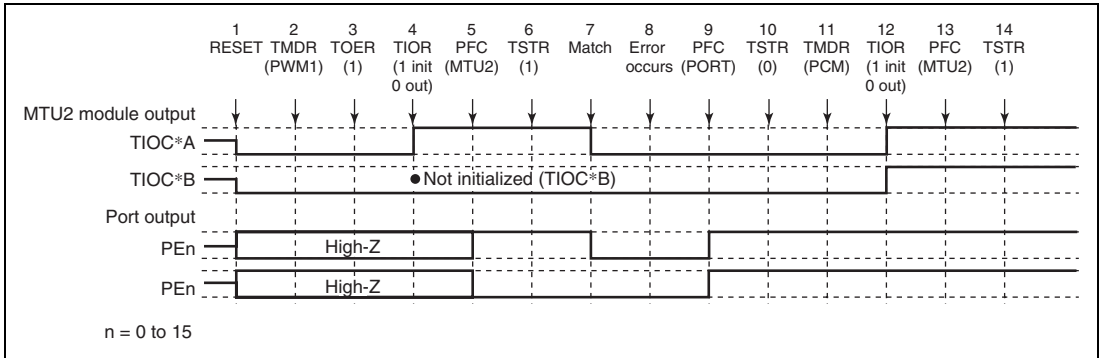 1 2 3 4 5 6 7 8 9 10 11 12 13 14
RESET TMDR TOER TIOR PFC TSTR Match Error PFC TSTR TMDR TIOR PFC TSTR
(PWM1) (1) (1 init (MTU2) (1) occurs (PORT) (0) (PCM) (1 init (MTU2) (1)
0 out) 0 out)
MTU2 module output
TIOC*A
TIOC*B
●Not initialized (TIOC*B)
Port output
PEn
High-Z
PEn
High-Z
n = 0 to 15